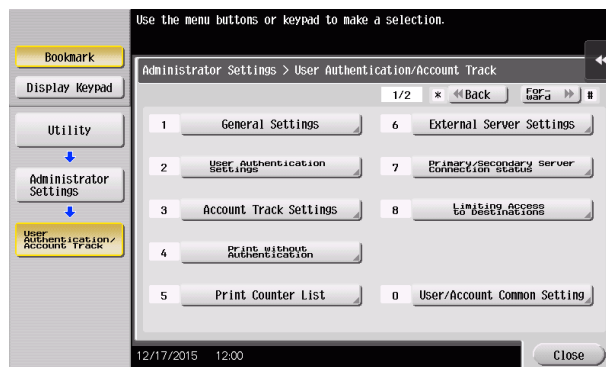 Use the menu buttons or keypad to make a selection.
Bookmark
Display Keypad
Utility
Administrator
Settings
User
Authentication/
Account Track
Administrator Settings > User Authentication/Account Track
1/2 * Back For-
ward #
1 General Settings
6 External Server Settings
2 User Authentication
Settings
7 Primary/Secondary Server
Connection status
3 Account Track Settings
8 Limiting Access
to Destinations
4 Print without
Authentication
5 Print Counter List
0 User/Account Common Setting
12/17/2015 12:00
Close